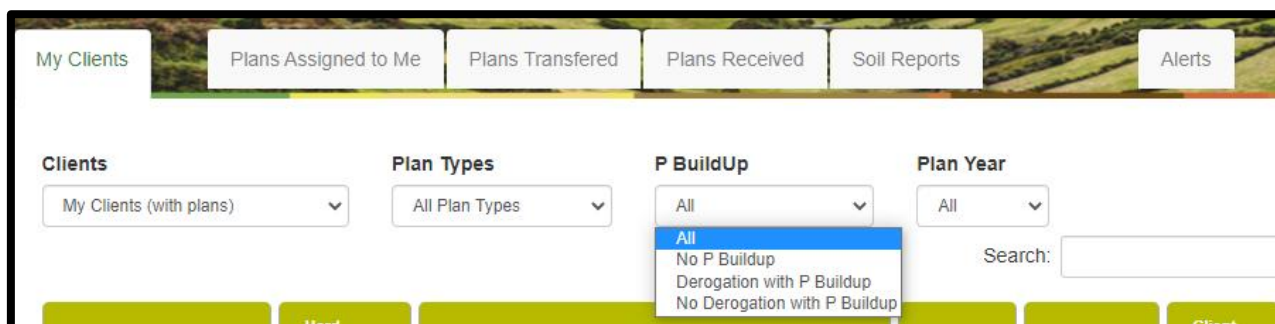 My Clients
Plans Assigned to Me
Plans Transfered
Plans Received
Soil Reports
Alerts
Clients
Plan Types
P BuildUp
Plan Year
My Clients (with plans)
All Plan Types
All
All
All
No P Buildup
Derogation with P Buildup
No Derogation with P Buildup
Search:
Herd
Client